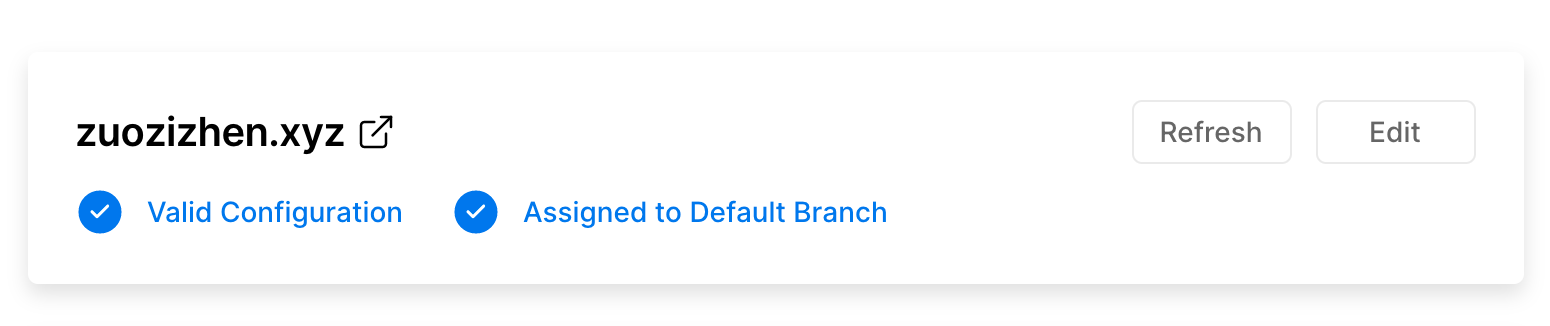 zuozizhen.xyz
Refresh
Edit
Valid Configuration
Assigned to Default Branch